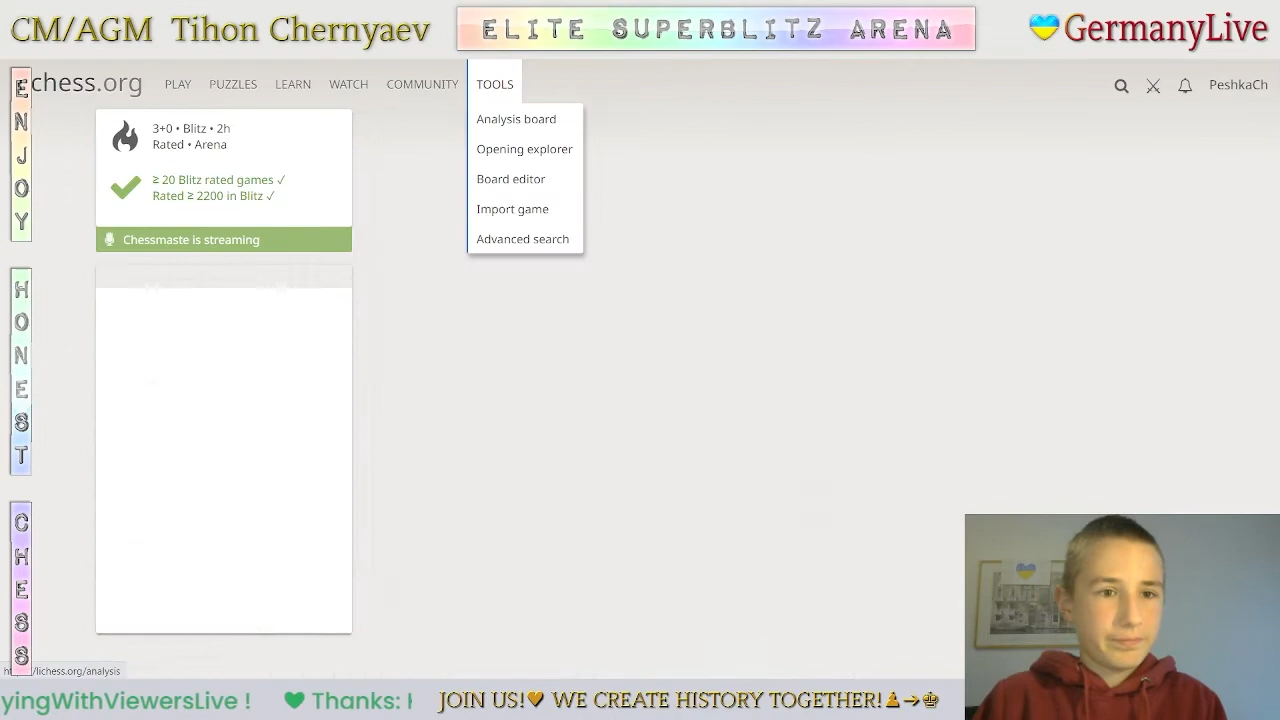 CM/AGM Tihon Chernyaev
ELITE SUPERBLITZ ARENA
GermanyLive
ENJOY
HONEST
CHESS
chess.org
PLAY
PUZZLES
LEARN
WATCH
COMMUNITY
TOOLS
PeshkaCh
Analysis board
Opening explorer
Board editor
Import game
Advanced search
3+0 • Blitz • 2h
Rated • Arena
≥ 20 Blitz rated games ✓
Rated ≥ 2200 in Blitz ✓
Chessmaste is streaming
/lichess.org/analysis
yingWithViewersLive !
Thanks:
JOIN US! WE CREATE HISTORY TOGETHER!